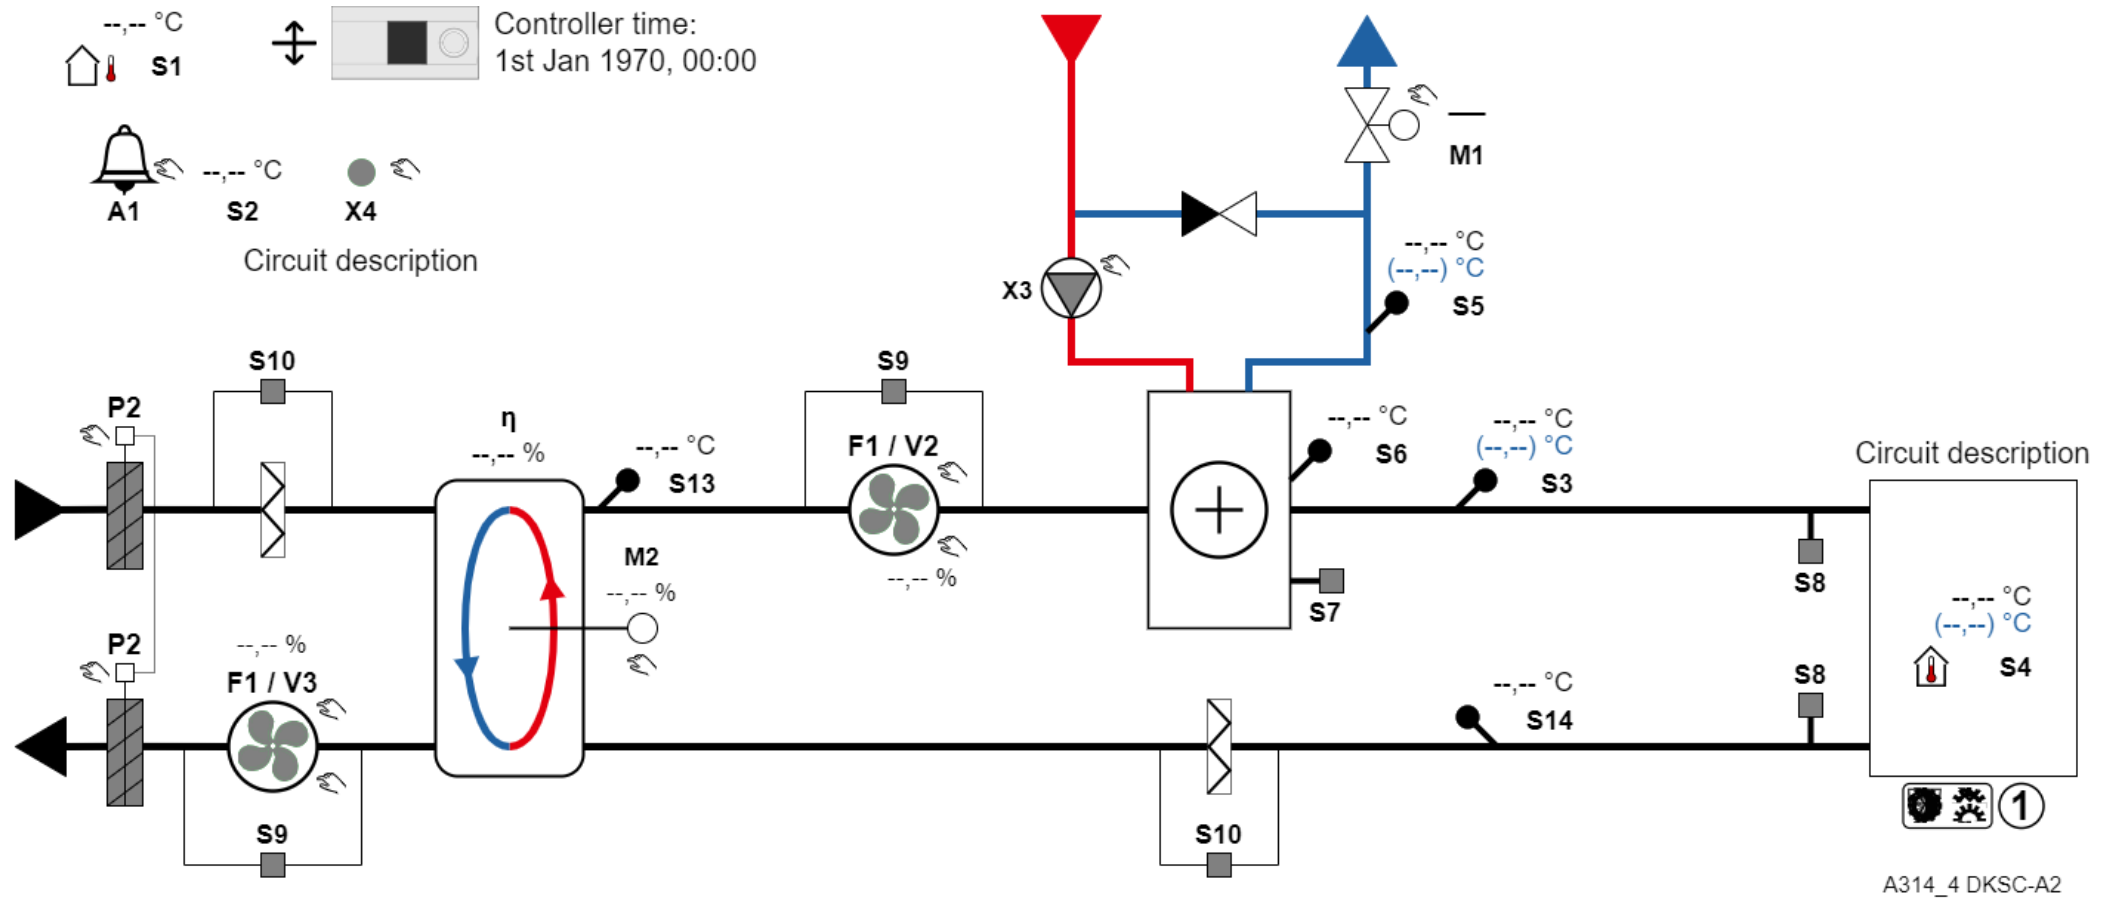 --,-- °C
S1
Controller time:
1st Jan 1970, 00:00
A1
--,-- °C
S2
X4
Circuit description
M1
--,-- °C
(--,--) °C
S5
X3
S10
P2
η
--,-- %
--,-- °C
S13
S9
F1 / V2
--,-- %
--,-- °C
S6
--,-- °C
(--,--) °C
S3
Circuit description
M2
--,-- %
S7
S8
--,-- °C
(--,--) °C
S4
P2
--,-- %
F1 / V3
S9
--,-- °C
S14
S8
S10
1
A314_4 DKSC-A2